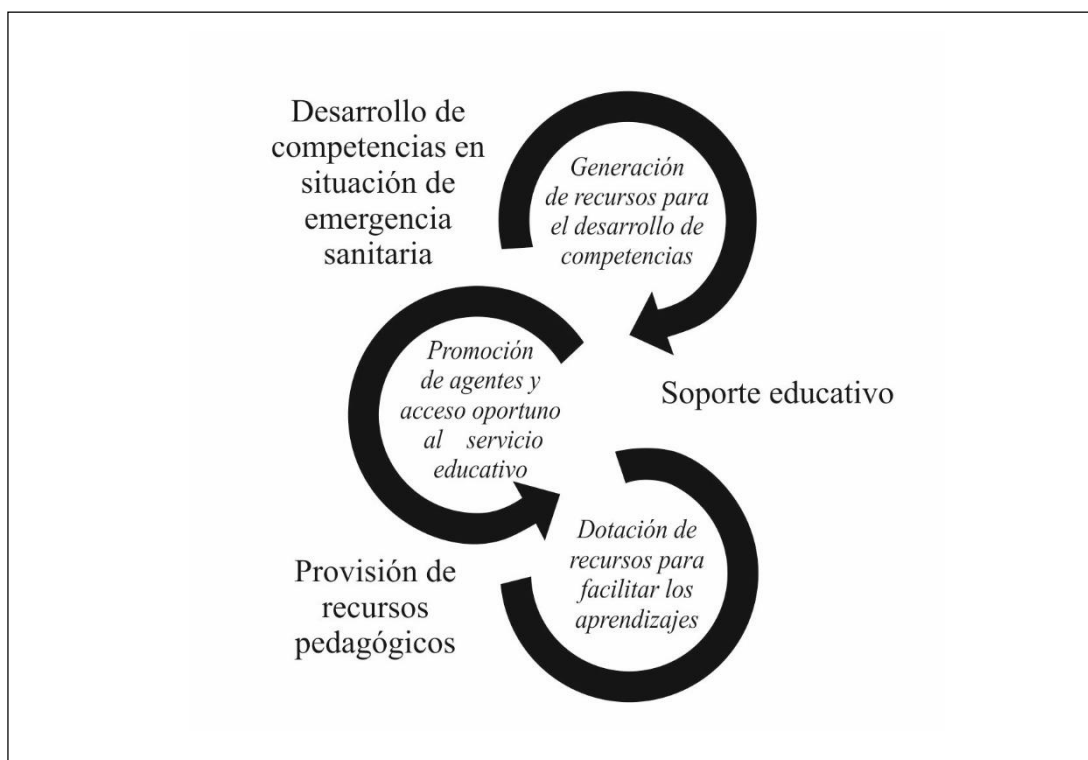 Desarrollo de
competencias en
situación de
emergencia
sanitaria
Generación
de recursos para
el desarrollo de
competencias
Promoción
de agentes y
acceso oportuno
al servicio
educativo
Soporte educativo
Dotación de
recursos para
facilitar los
aprendizajes
Provisión de
recursos
pedagógicos